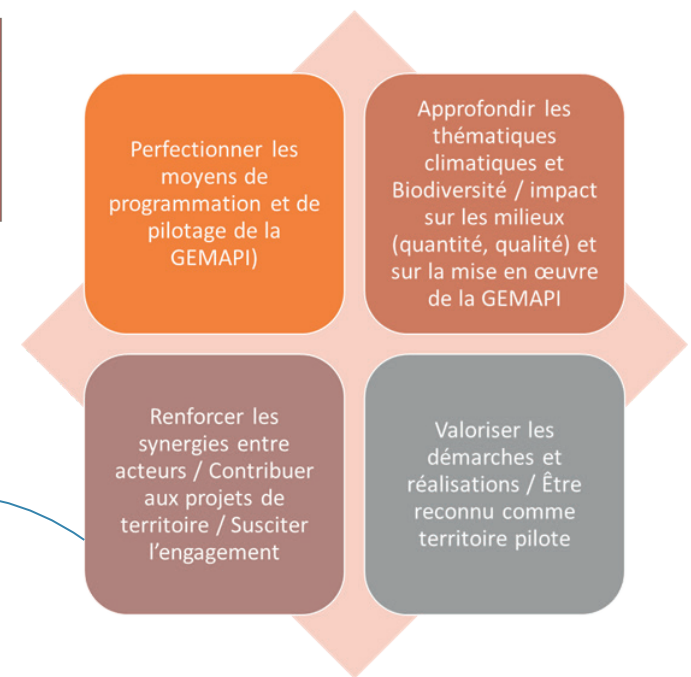 Perfectionner les
moyens de
programmation et de
pilotage de la
GEMAPI)
Approfondir les
thématiques
climatiques et
Biodiversité / impact
sur les milieux
(quantité, qualité) et
sur la mise en œuvre
de la GEMAPI
Renforcer les
synergies entre
acteurs / Contribuer
aux projets de
territoire / Susciter
l’engagement
Valoriser les
démarches et
réalisations / Être
reconnu comme
territoire pilote